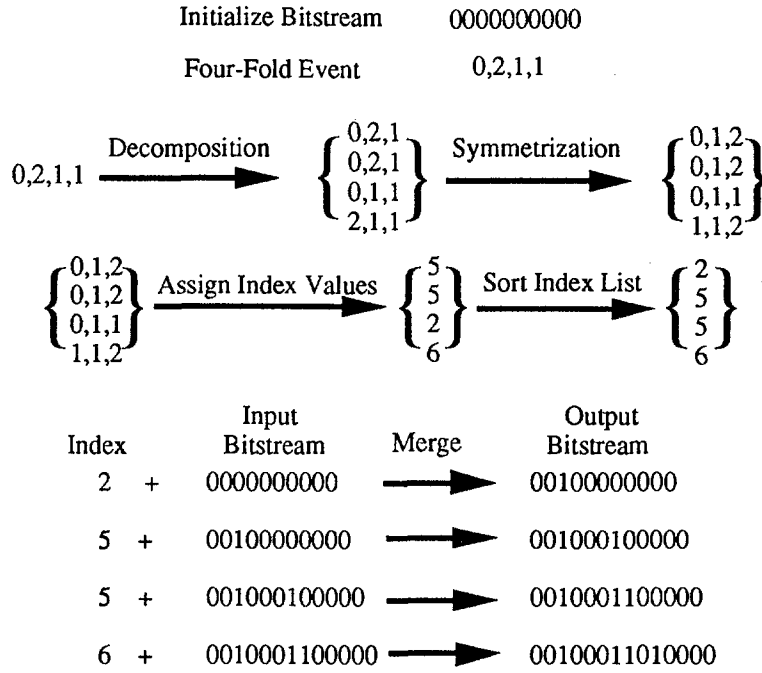 Initialize Bitstream 0000000000
Four-Fold Event 0,2,1,1
0,2,1,1 Decomposition { 0,2,1 0,2,1 0,1,1 2,1,1 } Symmetrization { 0,1,2 0,1,2 0,1,1 1,1,2 }
{ 0,1,2 0,1,2 0,1,1 1,1,2 } Assign Index Values { 5 5 2 6 } Sort Index List { 2 5 5 6 }
Index Input Bitstream Merge Output Bitstream
2 + 0000000000 00100000000
5 + 00100000000 001000100000
5 + 001000100000 0010001100000
6 + 0010001100000 00100011010000